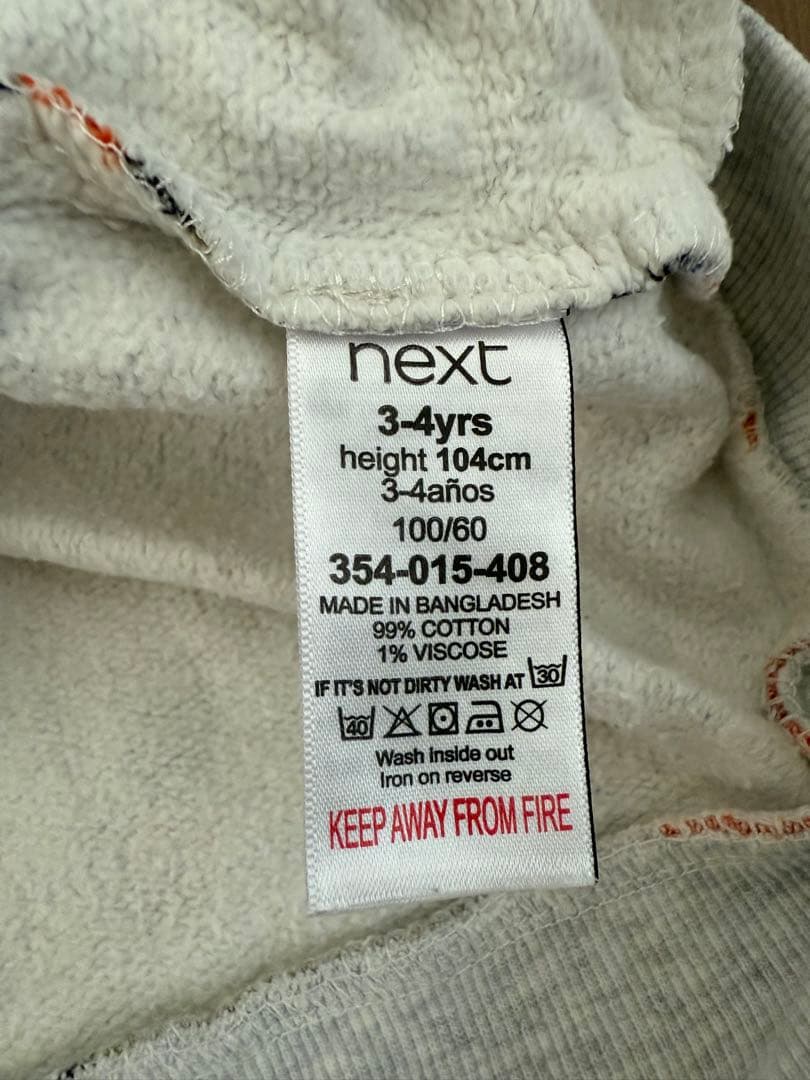 next
3-4yrs
height 104cm
3-4años
100/60
354-015-408
MADE IN BANGLADESH
99% COTTON
1% VISCOSE
IF IT'S NOT DIRTY WASH AT 30
40
Wash inside out
Iron on reverse
KEEP AWAY FROM FIRE